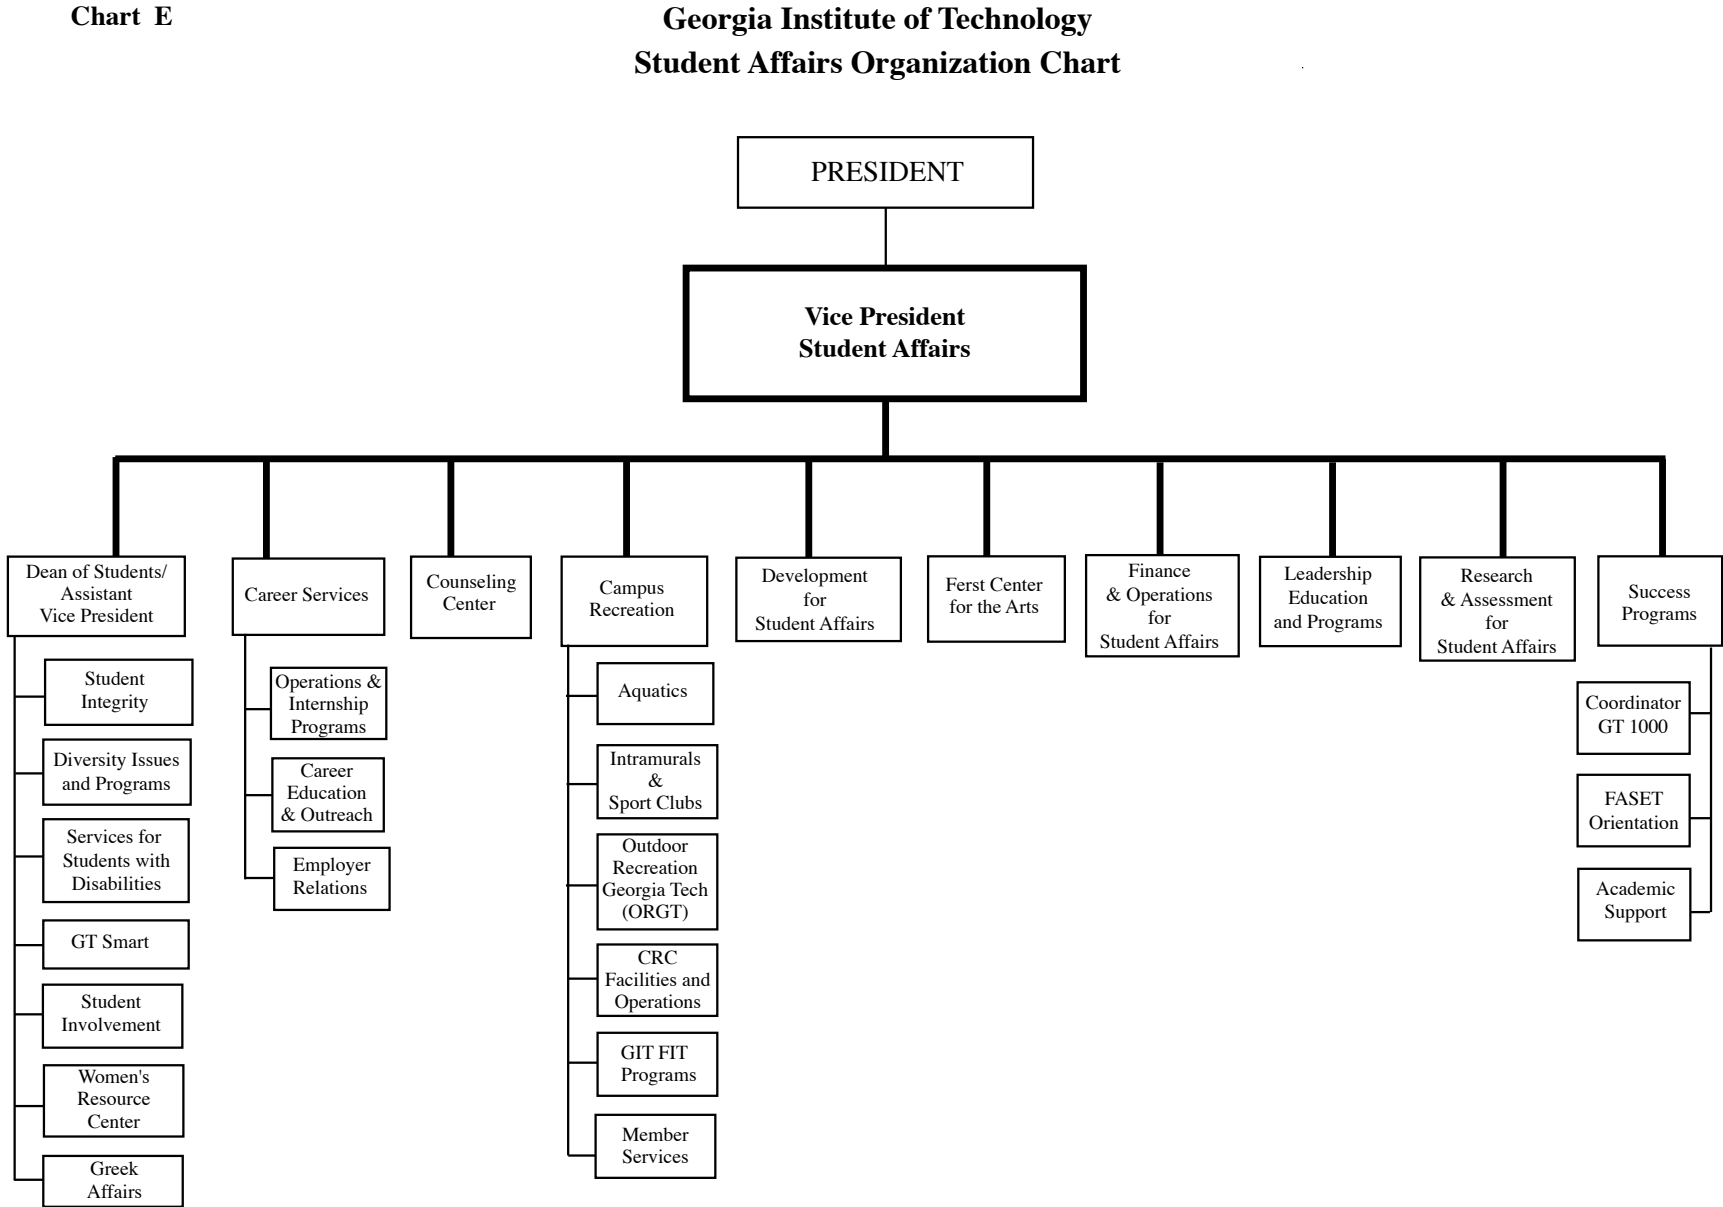 Chart  E
Georgia Institute of Technology
Student Affairs Organization Chart
PRESIDENT
Vice President
Student Affairs
Dean of Students/
Assistant
Vice President
Student
Integrity
Diversity Issues
and Programs
Services for
Students with
Disabilities
GT Smart
Student
Involvement
Women's
Resource
Center
Greek
Affairs
Career Services
Operations &
Internship
Programs
Career
Education
& Outreach
Employer
Relations
Counseling
Center
Campus
Recreation
Aquatics
Intramurals
&
Sport Clubs
Outdoor
Recreation
Georgia Tech
(ORGT)
CRC
Facilities and
Operations
GIT FIT
Programs
Member
Services
Development
for
Student Affairs
Ferst Center
for the Arts
Finance
& Operations
for
Student Affairs
Leadership
Education
and Programs
Research
& Assessment
for
Student Affairs
Success
Programs
Coordinator
GT 1000
FASET
Orientation
Academic
Support